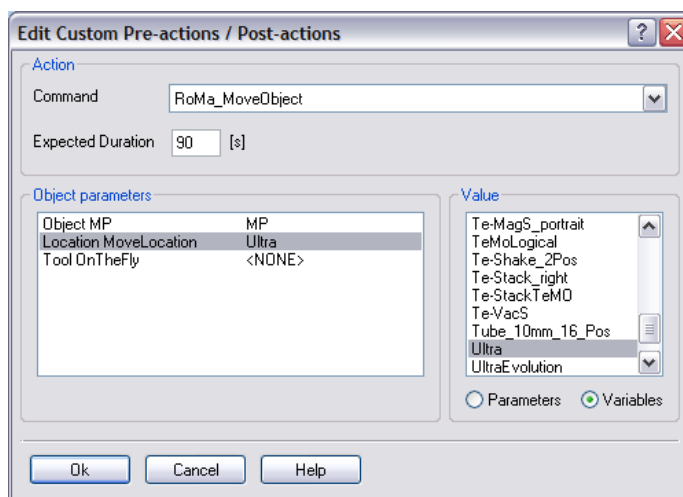 Edit Custom Pre-actions / Post-actions
Action
Command RoMa_MoveObject
Expected Duration 90 [s]
Object parameters
Object MP MP
Location MoveLocation Ultra
Tool OnTheFly <NONE>
Value
Te-MagS_portrait
TeMoLogical
Te-Shake_2Pos
Te-Stack_right
Te-StackTeMO
Te-VacS
Tube_10mm_16_Pos
Ultra
UltraEvolution
Parameters Variables
Ok Cancel Help